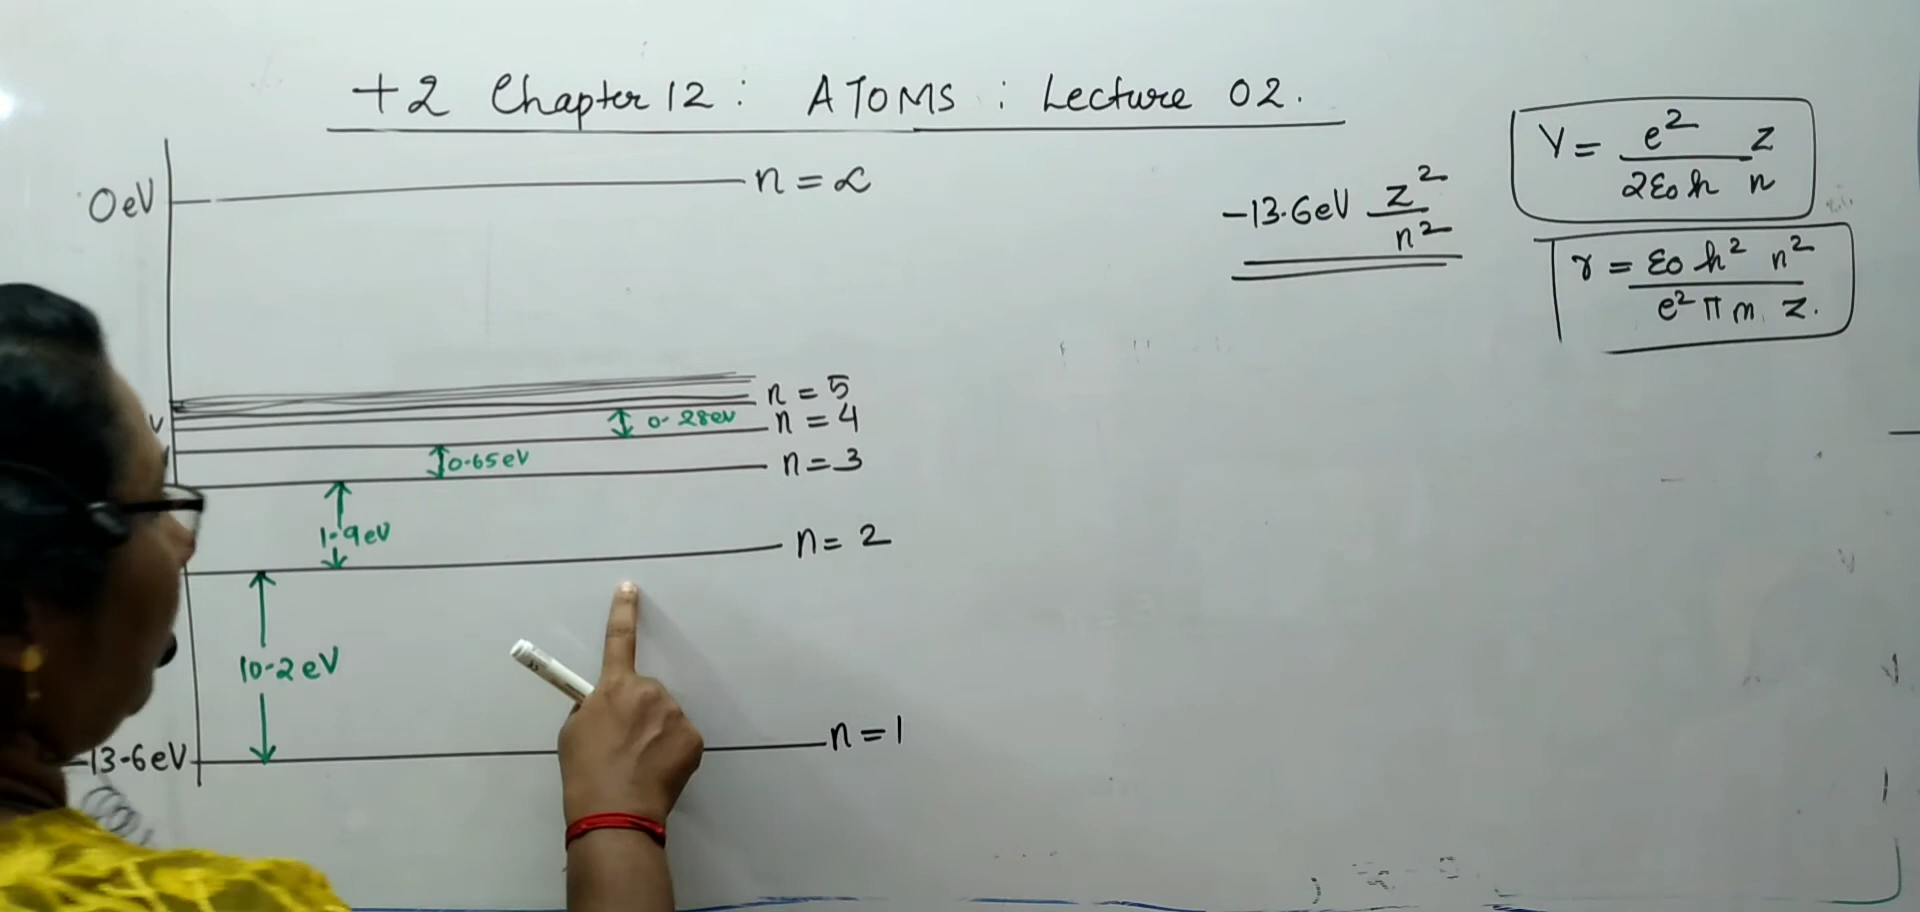 +2 Chapter 12 : ATOMS : Lecture 02.
0eV
n = ∝
n = 5
0.28eV
n = 4
0.65eV
n = 3
1.9eV
n = 2
10.2eV
-13.6eV
n = 1
-13.6eV z²/n²
V = e²/2ε₀h z/n
r = ε₀h² n²/e²πm z.